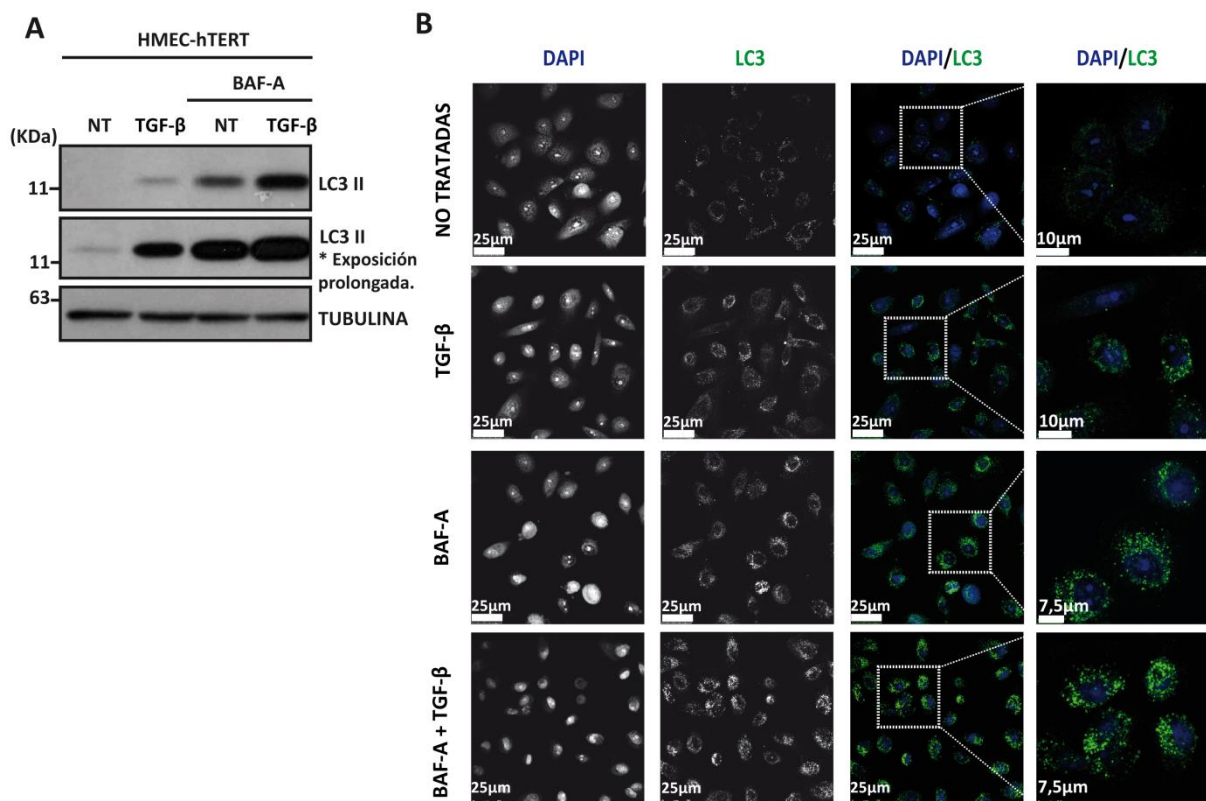 A
HMEC-hTERT
BAF-A
(KDa)
NT TGF-β NT TGF-β
11
LC3 II
11
LC3 II
* Exposición
prolongada.
63
TUBULINA
B
DAPI LC3 DAPI/LC3 DAPI/LC3
NO TRATADAS
25µm 25µm 25µm 10µm
TGF-β
25µm 25µm 25µm 10µm
BAF-A
25µm 25µm 25µm 7,5µm
BAF-A + TGF-β
25µm 25µm 25µm 7,5µm